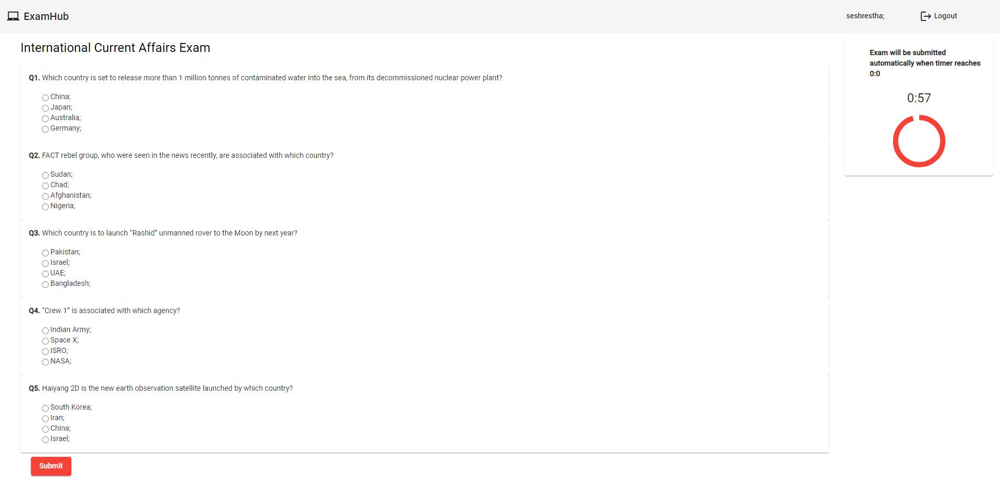 ExamHub
seshrestha;
Logout
International Current Affairs Exam
Exam will be submitted
automatically when timer reaches
0:0
0:57
Q1. Which country is set to release more than 1 million tonnes of contaminated water into the sea, from its decommissioned nuclear power plant?
China;
Japan;
Australia;
Germany;
Q2. FACT rebel group, who were seen in the news recently, are associated with which country?
Sudan;
Chad;
Afghanistan;
Nigeria;
Q3. Which country is to launch “Rashid” unmanned rover to the Moon by next year?
Pakistan;
Israel;
UAE;
Bangladesh;
Q4. “Crew 1” is associated with which agency?
Indian Army;
Space X;
ISRO;
NASA;
Q5. Haiyang 2D is the new earth observation satellite launched by which country?
South Korea;
Iran;
China;
Israel;
Submit